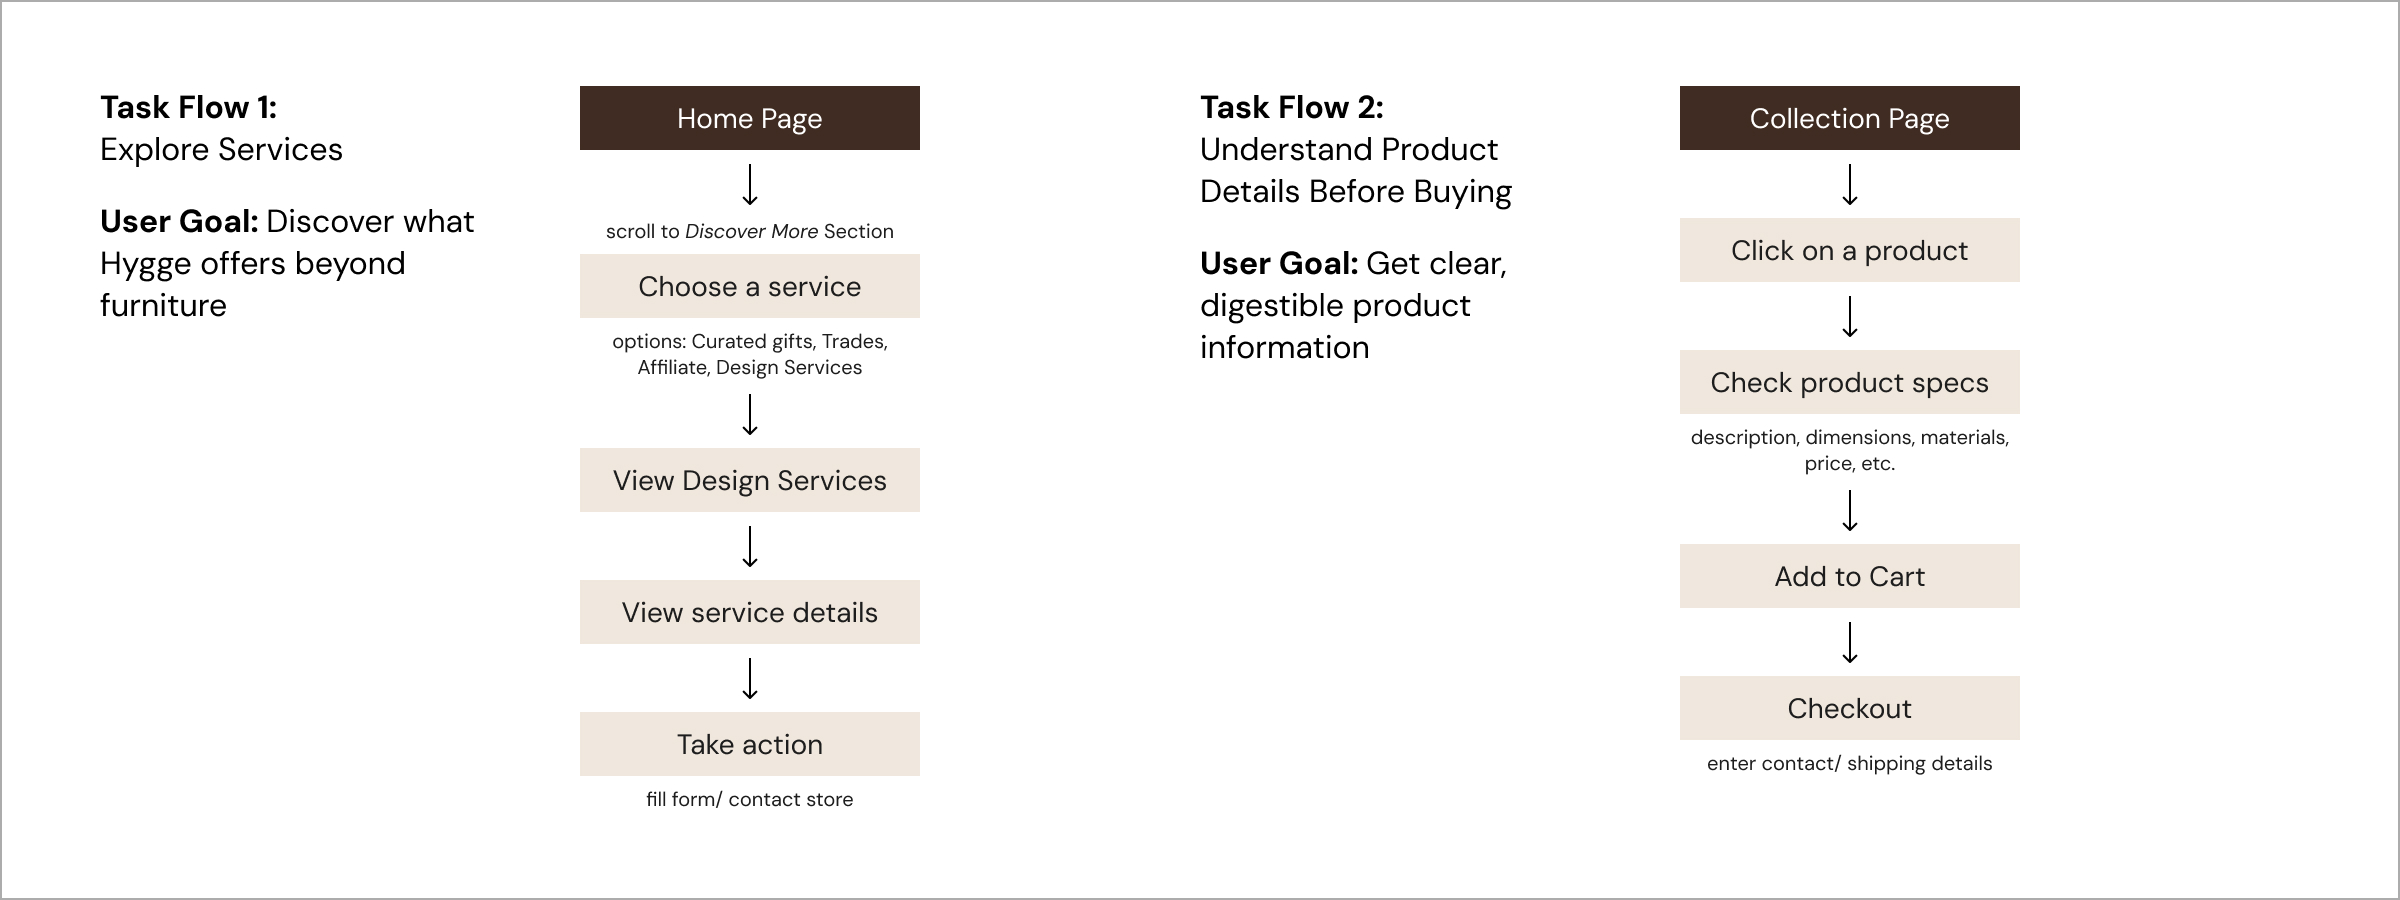 Task Flow 1:
Explore Services
User Goal: Discover what
Hygge offers beyond
furniture
Home Page
scroll to Discover More Section
Choose a service
options: Curated gifts, Trades,
Affiliate, Design Services
View Design Services
View service details
Take action
fill form/ contact store
Task Flow 2:
Understand Product
Details Before Buying
User Goal: Get clear,
digestible product
information
Collection Page
Click on a product
Check product specs
description, dimensions, materials,
price, etc.
Add to Cart
Checkout
enter contact/ shipping details